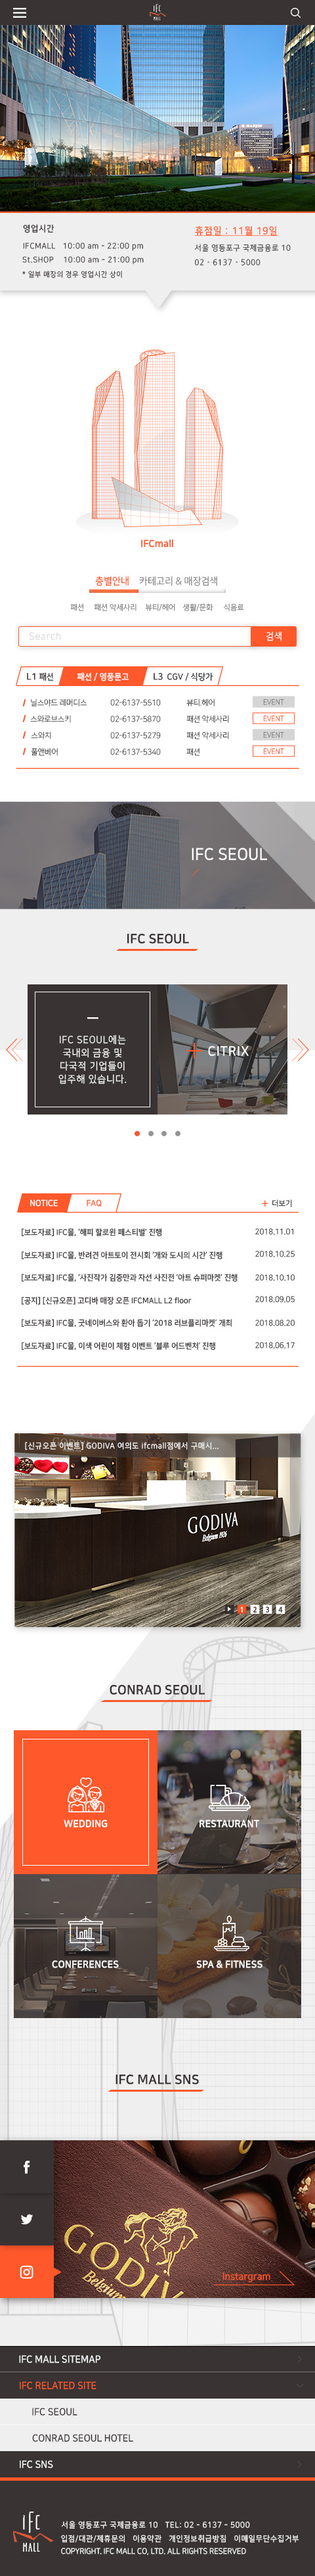 IFC
MALL
영업시간
휴점일 : 11월 19일
IFCMALL 10:00 am ~ 22:00 pm
서울 영등포구 국제금융로 10
St,SHOP 10:00 am ~ 21:00 pm
02 - 6137 - 5000
* 일부 매장의 경우 영업시간 상이
IFCmall
층별안내 카테고리 & 매장검색
패션 패션 악세사리 뷰티/헤어 생활/문화 식음료
Search 검색
L1 패션 패션 / 영풍문고 L3 CGV / 식당가
닐스야드 레머디스 02-6137-5510 뷰티,헤어 EVENT
스와로브스키 02-6137-5870 패션 악세사리 EVENT
스와치 02-6137-5279 패션 악세사리 EVENT
풀앤베어 02-6137-5340 패션 EVENT
IFC SEOUL
IFC SEOUL
IFC SEOUL에는
국내외 금융 및
다국적 기업들이
입주해 있습니다.
CITRIX
NOTICE FAQ + 더보기
[보도자료] IFC몰, '해피 할로윈 페스티벌' 진행 2018.11.01
[보도자료] IFC몰, 반려견 아트토이 전시회 '개와 도시의 시간' 진행 2018.10.25
[보도자료] IFC몰, '사진작가 김중만과 자선 사진전 '아트 슈퍼마켓' 진행 2018.10.10
[공지] [신규오픈] 고디바 매장 오픈 IFCMALL L2 floor 2018.09.05
[보도자료] IFC몰, 굿네이버스와 환아 돕기 '2018 러브플리마켓' 개최 2018.08.20
[보도자료] IFC몰, 이색 어린이 체험 이벤트 '블루 어드벤처' 진행 2018.06.17
[신규오픈 이벤트] GODIVA 여의도 ifcmall점에서 구매시...
GODIVA
Belgium 1926
1 2 3 4
CONRAD SEOUL
WEDDING
RESTAURANT
CONFERENCES
SPA & FITNESS
IFC MALL SNS
GODIVA
Belgium
Instargram
IFC MALL SITEMAP
IFC RELATED SITE
IFC SEOUL
CONRAD SEOUL HOTEL
IFC SNS
IFC
MALL
서울 영등포구 국제금융로 10 TEL: 02 - 6137 - 5000
입점/대관/제휴문의 이용약관 개인정보취급방침 이메일무단수집거부
COPYRIGHT. IFC MALL CO, LTD. ALL RIGHTS RESERVED